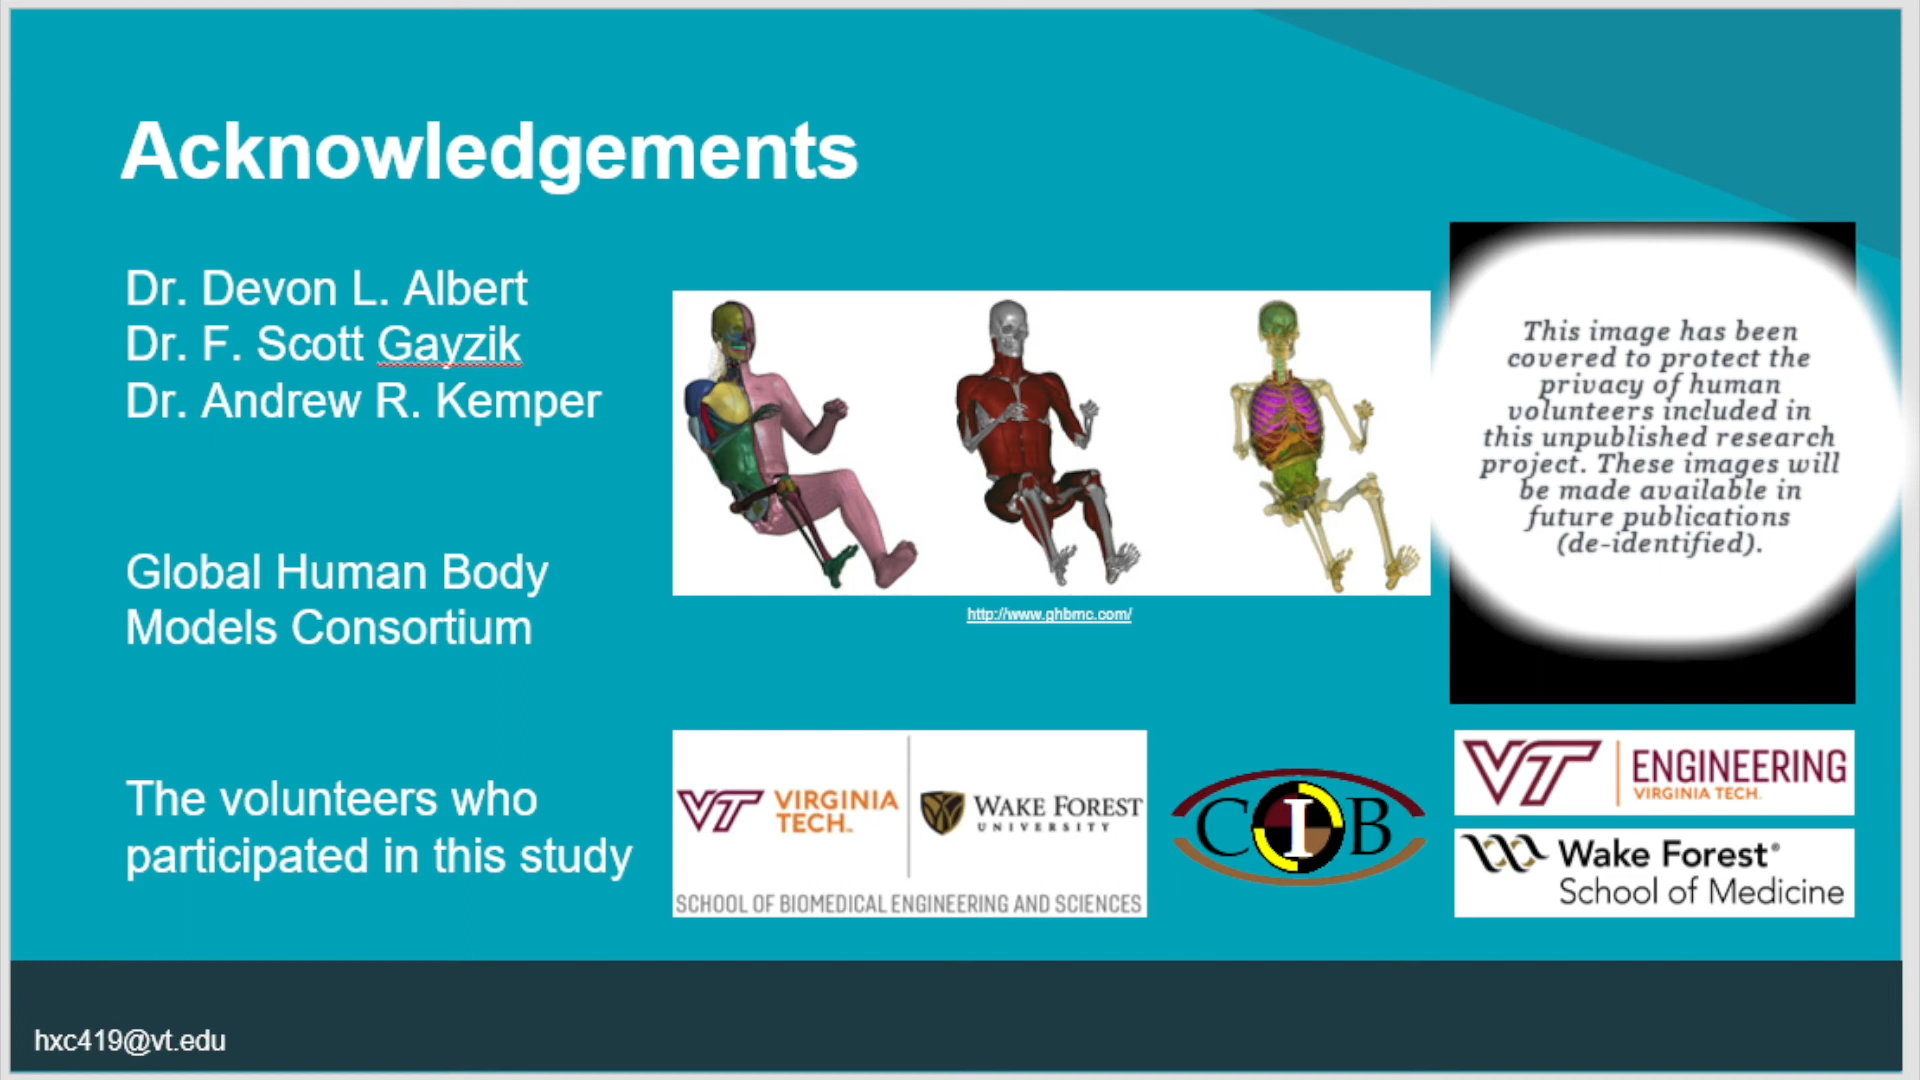 Acknowledgements
Dr. Devon L. Albert
Dr. F. Scott Gayzik
Dr. Andrew R. Kemper
Global Human Body
Models Consortium
The volunteers who
participated in this study
http://www.ghbmc.com/
This image has been
covered to protect the
privacy of human
volunteers included in
this unpublished research
project. These images will
be made available in
future publications
(de-identified).
VT VIRGINIA
TECH™
WAKE FOREST
UNIVERSITY
SCHOOL OF BIOMEDICAL ENGINEERING AND SCIENCES
CIB
VT ENGINEERING
VIRGINIA TECH.
Wake Forest®
School of Medicine
hxc419@vt.edu